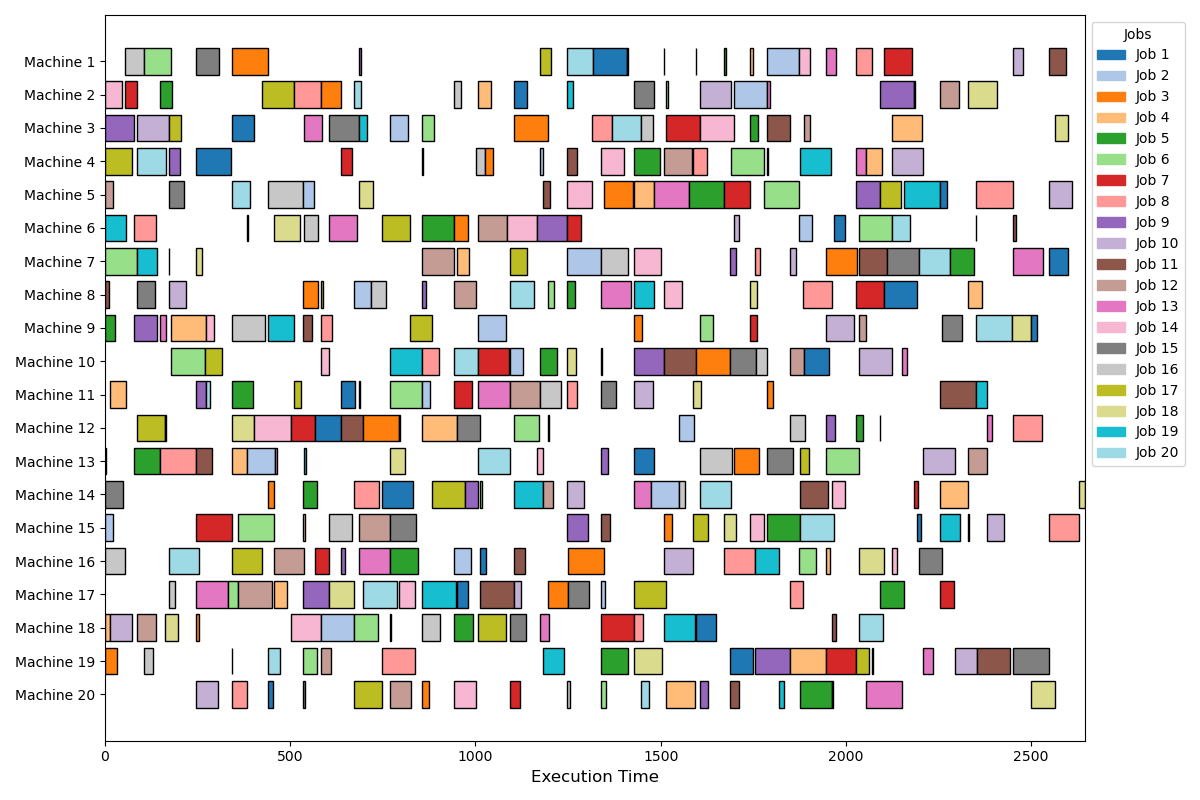 Machine 1
Machine 2
Machine 3
Machine 4
Machine 5
Machine 6
Machine 7
Machine 8
Machine 9
Machine 10
Machine 11
Machine 12
Machine 13
Machine 14
Machine 15
Machine 16
Machine 17
Machine 18
Machine 19
Machine 20
0 500 1000 1500 2000 2500
Execution Time
Jobs
Job 1
Job 2
Job 3
Job 4
Job 5
Job 6
Job 7
Job 8
Job 9
Job 10
Job 11
Job 12
Job 13
Job 14
Job 15
Job 16
Job 17
Job 18
Job 19
Job 20